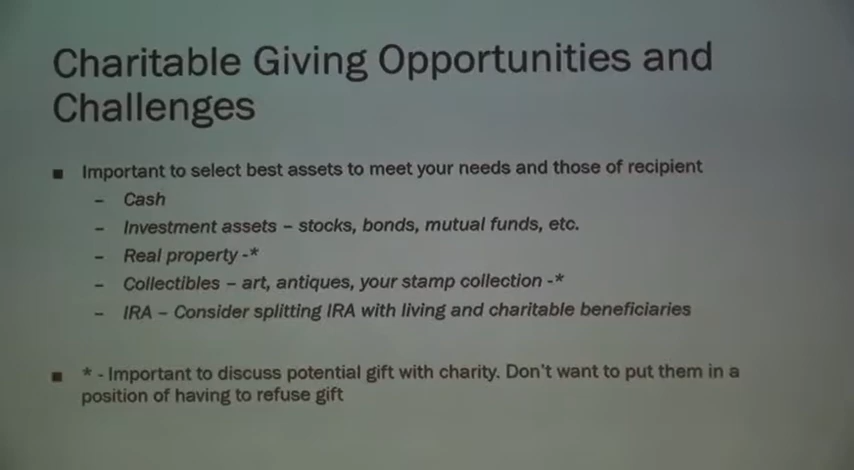 Charitable Giving Opportunities and
Challenges
■ Important to select best assets to meet your needs and those of recipient
– Cash
– Investment assets – stocks, bonds, mutual funds, etc.
– Real property -*
– Collectibles – art, antiques, your stamp collection -*
– IRA – Consider splitting IRA with living and charitable beneficiaries
■ * - Important to discuss potential gift with charity. Don't want to put them in a
position of having to refuse gift